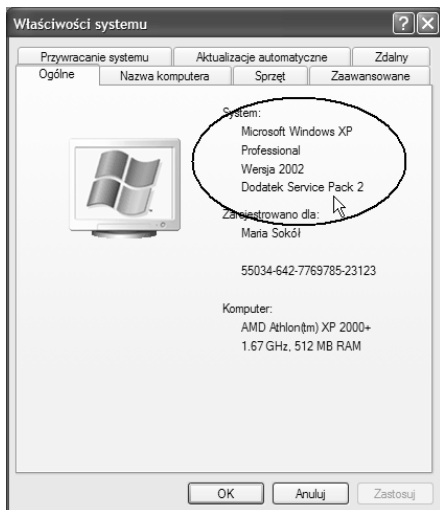 Właściwości systemu
Przywracanie systemu Aktualizacje automatyczne Zdalny
Ogólne Nazwa komputera Sprzęt Zaawansowane
System:
Microsoft Windows XP
Professional
Wersja 2002
Dodatek Service Pack 2
Zarejestrowano dla:
Maria Sokół
55034-642-7769785-23123
Komputer:
AMD Athlon(tm) XP 2000+
1.67 GHz, 512 MB RAM
OK Anuluj Zastosuj